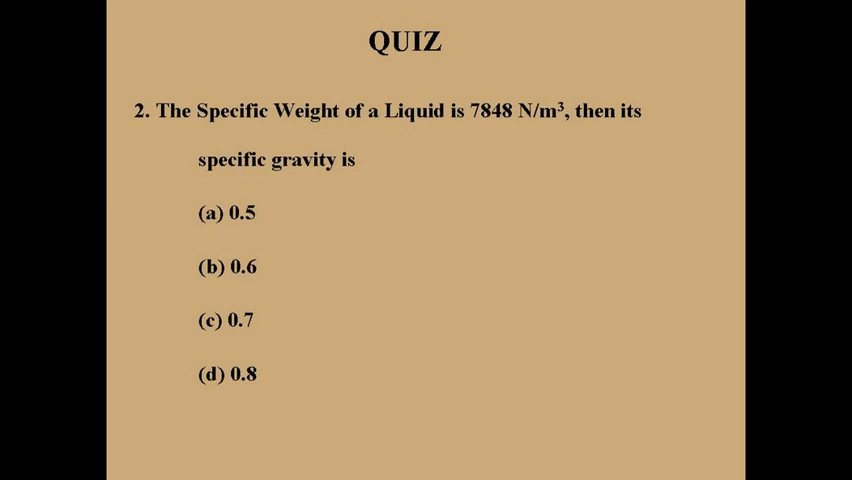 QUIZ
2. The Specific Weight of a Liquid is 7848 N/m³, then its
specific gravity is
(a) 0.5
(b) 0.6
(c) 0.7
(d) 0.8